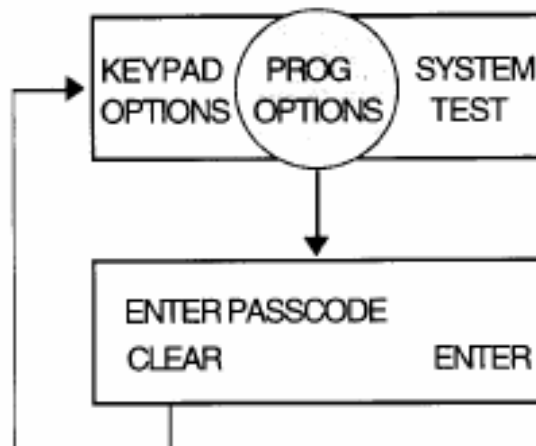 KEYPAD PROG SYSTEM
OPTIONS OPTIONS TEST
ENTER PASSCODE
CLEAR ENTER